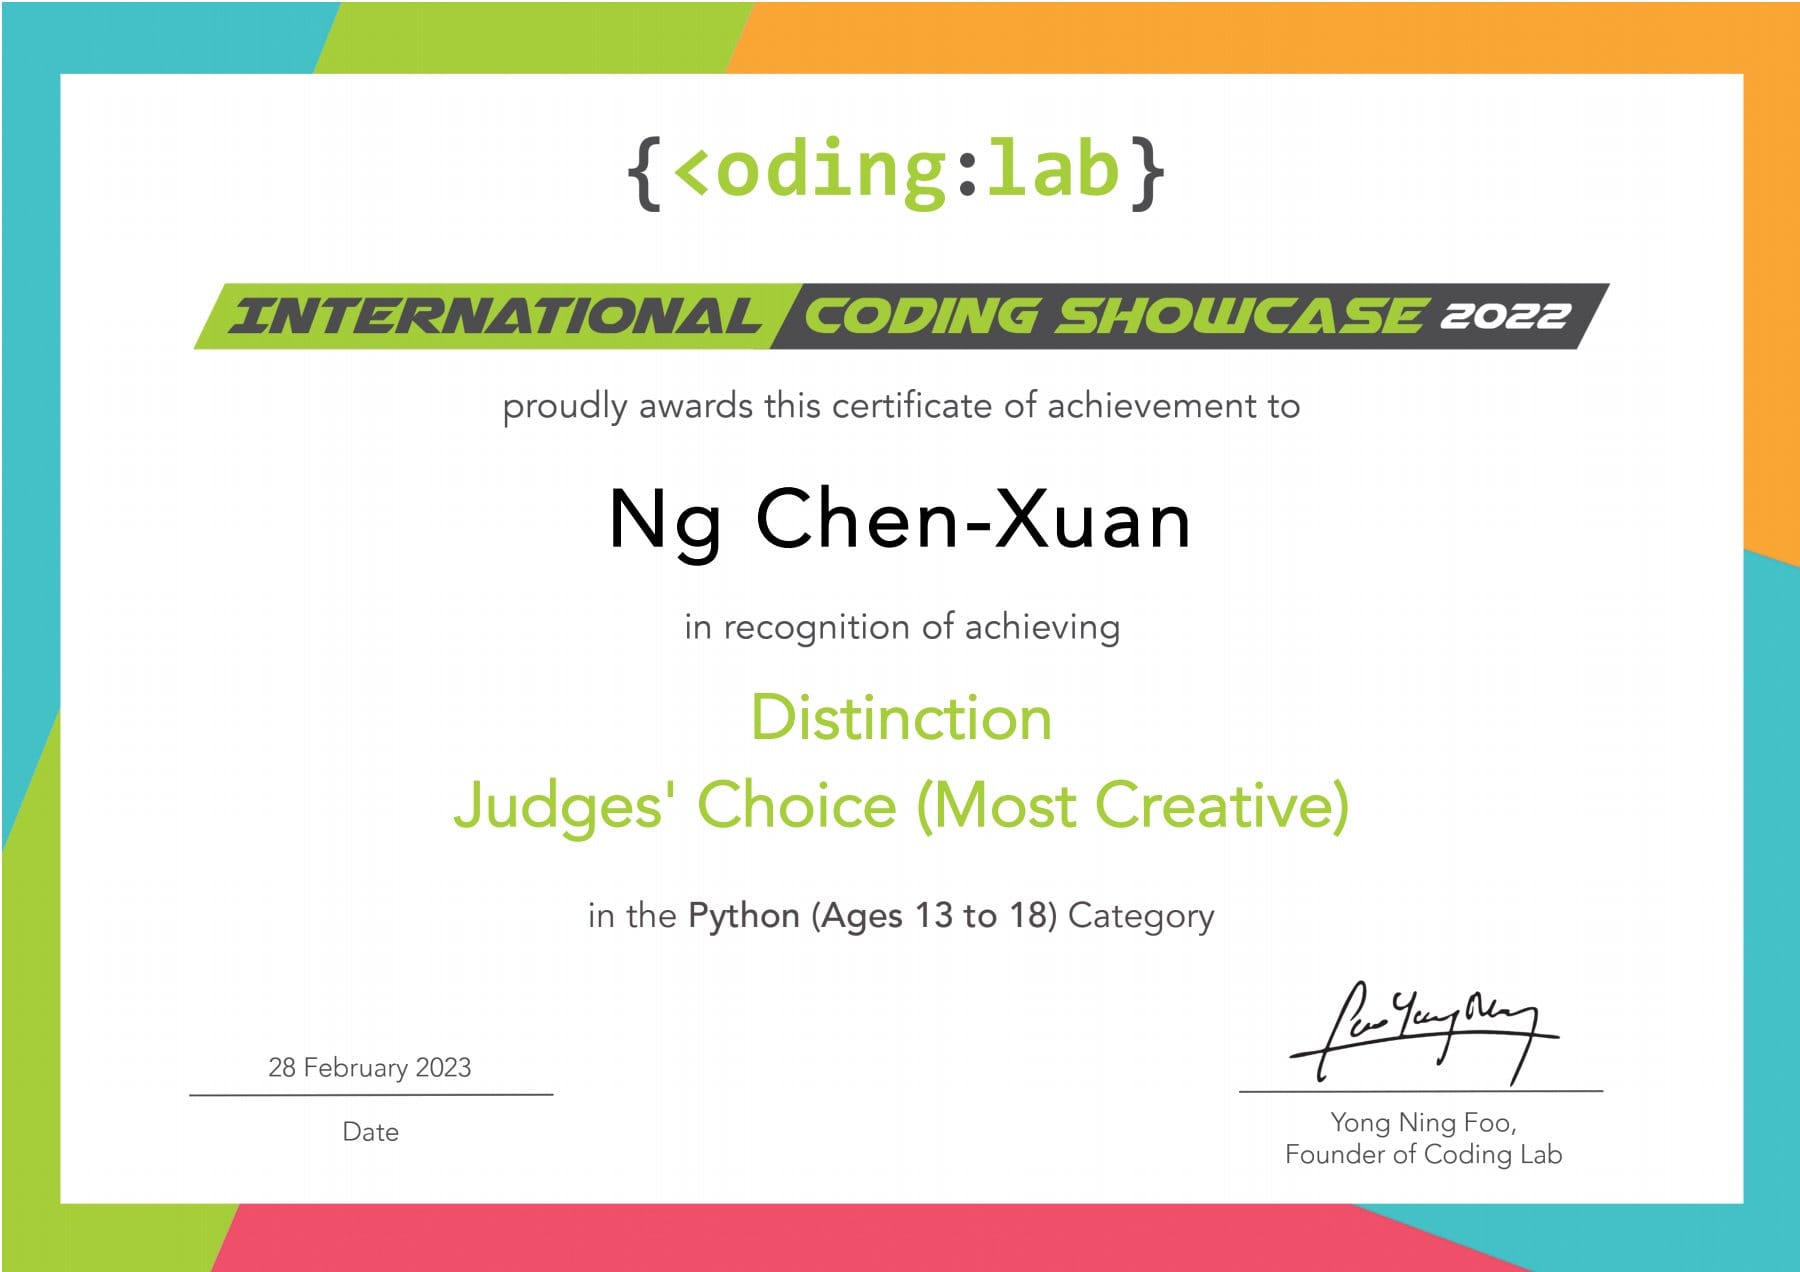 {<oding:lab}
INTERNATIONAL CODING SHOWCASE 2022
proudly awards this certificate of achievement to
Ng Chen-Xuan
in recognition of achieving
Distinction
Judges' Choice (Most Creative)
in the Python (Ages 13 to 18) Category
28 February 2023
Date
Yong Ning Foo,
Founder of Coding Lab